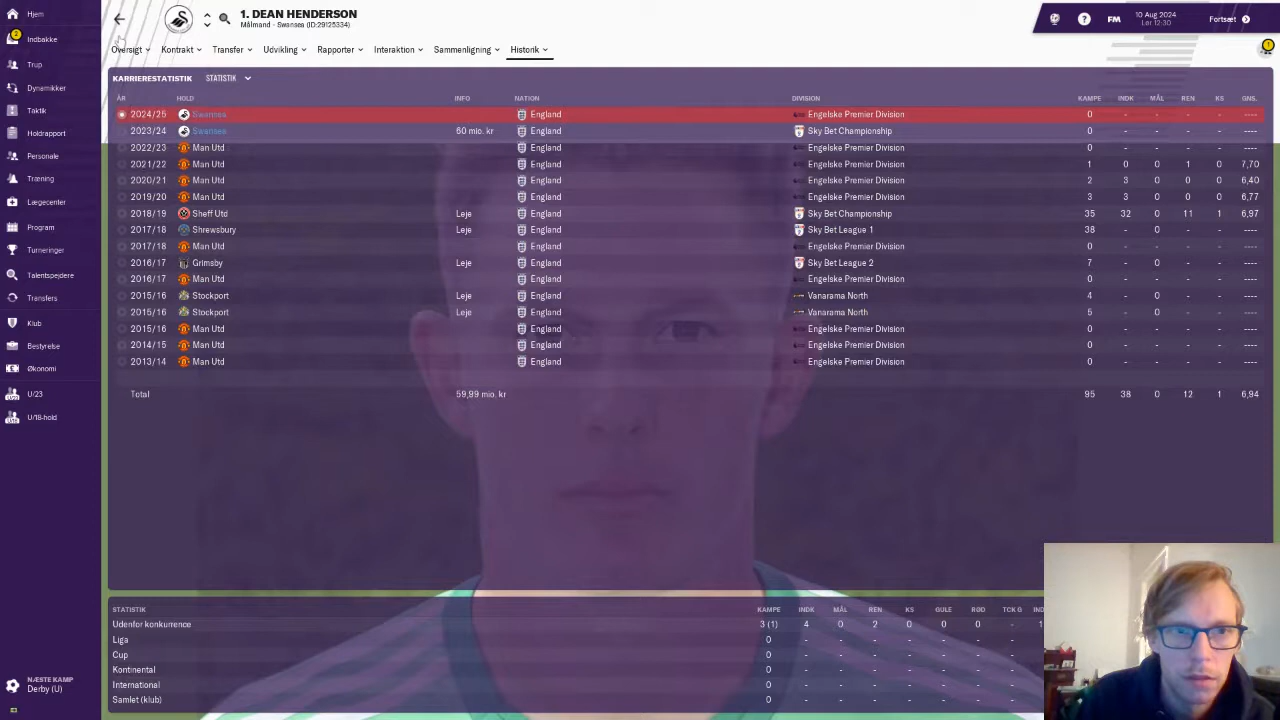 1. DEAN HENDERSON
Målmand - Swansea (ID:29125334)
10 Aug 2024
Lør 12:30
FM
Fortsæt
Oversigt Kontrakt Transfer Udvikling Rapporter Interaktion Sammenligning Historik
Hjem
2
Indbakke
Trup
Dynamikker
Taktik
Holdrapport
Personale
Træning
Lægecenter
Program
Turneringer
Talentspejdere
Transfers
Klub
Bestyrelse
Økonomi
U/23
U/18-hold
NÆSTE KAMP
Derby (U)
KARRIERESTATISTIK STATISTIK
ÅR HOLD INFO NATION DIVISION KAMPE INDK MÅL REN KS GNS.
2024/25 Swansea England Engelske Premier Division 0 - - - - ----
2023/24 Swansea 60 mio. kr England Sky Bet Championship 0 - - - - ----
2022/23 Man Utd England Engelske Premier Division 0 - - - - ----
2021/22 Man Utd England Engelske Premier Division 1 0 0 1 0 7,70
2020/21 Man Utd England Engelske Premier Division 2 3 0 0 0 6,40
2019/20 Man Utd England Engelske Premier Division 3 3 0 0 0 6,77
2018/19 Sheff Utd Leje England Sky Bet Championship 35 32 0 11 1 6,97
2017/18 Shrewsbury Leje England Sky Bet League 1 38 - 0 - - ----
2017/18 Man Utd England Engelske Premier Division 0 - - - - ----
2016/17 Grimsby Leje England Sky Bet League 2 7 - 0 - - ----
2016/17 Man Utd England Engelske Premier Division 0 - - - - ----
2015/16 Stockport Leje England Vanarama North 4 - 0 - - ----
2015/16 Stockport Leje England Vanarama North 5 - 0 - - ----
2015/16 Man Utd England Engelske Premier Division 0 - - - - ----
2014/15 Man Utd England Engelske Premier Division 0 - - - - ----
2013/14 Man Utd England Engelske Premier Division 0 - - - - ----
Total 59,99 mio. kr 95 38 0 12 1 6,94
STATISTIK KAMPE INDK MÅL REN KS GULE RØD TCK G
Udenfor konkurrence 3 (1) 4 0 2 0 0 0 -
Liga 0 - - - - - - -
Cup 0 - - - - - - -
Kontinental 0 - - - - - - -
International 0 - - - - - - -
Samlet (klub) 0 - - - - - - -